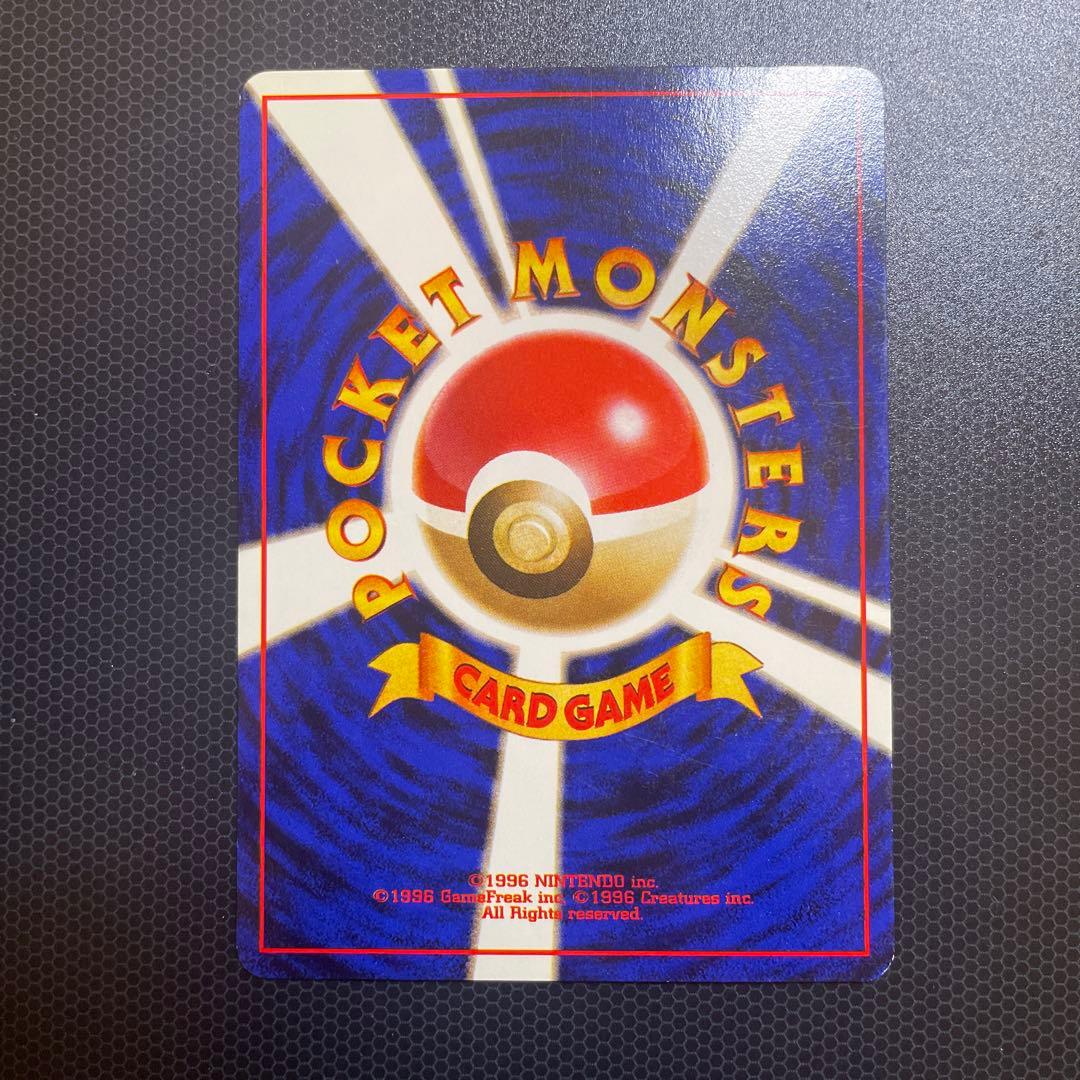 POCKET MONSTERS
CARD GAME
©1996 NINTENDO inc.
©1996 GameFreak inc. ©1996 Creatures inc.
All Rights reserved.